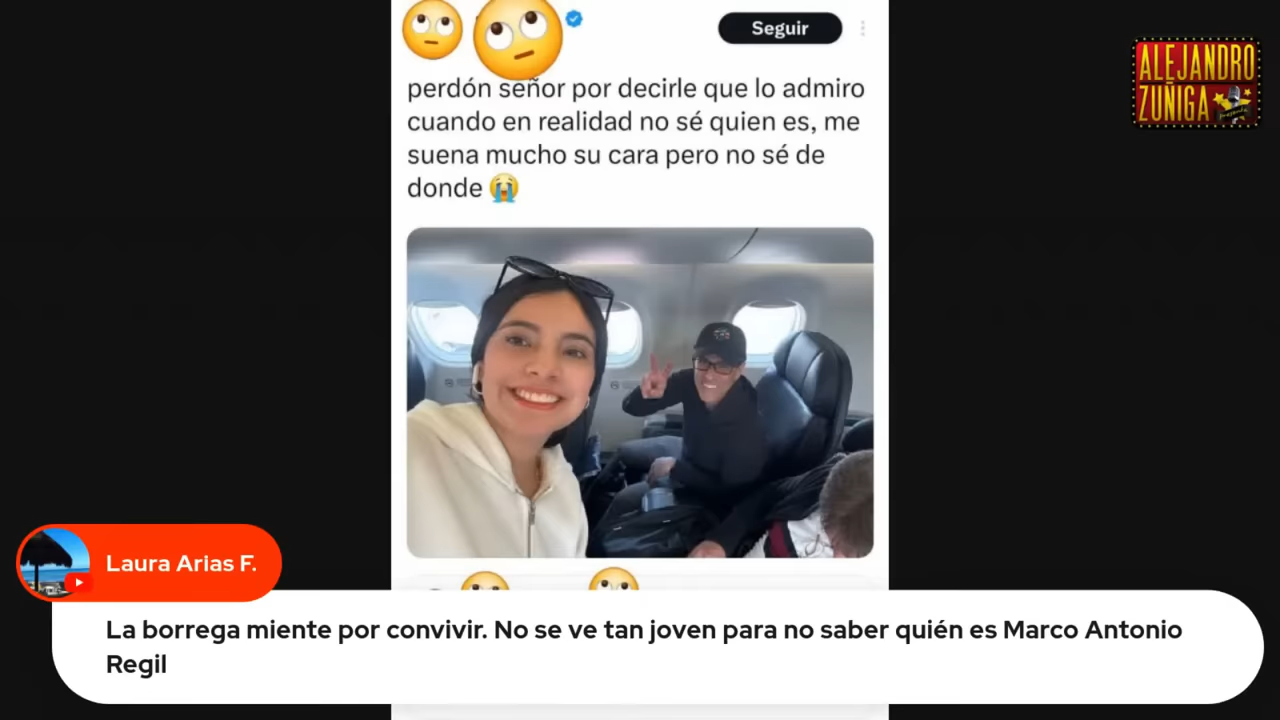 Seguir
perdón señor por decirle que lo admiro
cuando en realidad no sé quien es, me
suena mucho su cara pero no sé de
donde 😭
ALEJANDRO
ZUÑIGA
Laura Arias F.
La borrega miente por convivir. No se ve tan joven para no saber quién es Marco Antonio
Regil